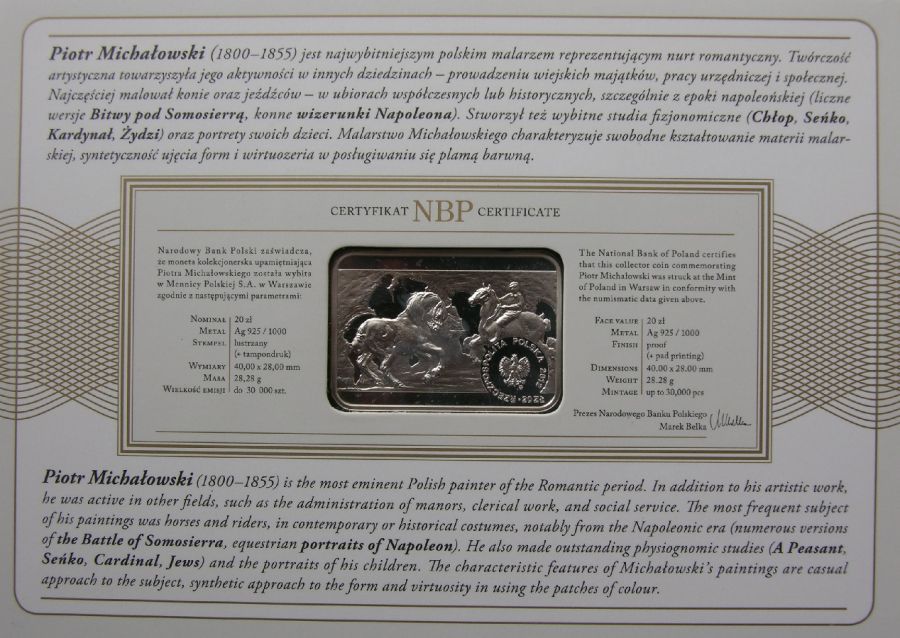 Piotr Michałowski (1800–1855) jest najwybitniejszym polskim malarzem reprezentującym nurt romantyczny. Twórczość
artystyczna towarzyszyła jego aktywności w innych dziedzinach – prowadzeniu wiejskich majątków, pracy urzędniczej i społecznej.
Najczęściej malował konie oraz jeźdźców – w ubiorach współczesnych lub historycznych, szczególnie z epoki napoleońskiej (liczne
wersje Bitwy pod Somosierrą, konne wizerunki Napoleona). Stworzył też wybitne studia fizjonomiczne (Chłop, Seńko,
Kardynał, Żydzi) oraz portrety swoich dzieci. Malarstwo Michałowskiego charakteryzuje swobodne kształtowanie materii malar-
skiej, syntetyczność ujęcia form i wirtuozeria w posługiwaniu się plamą barwną.
CERTYFIKAT NBP CERTIFICATE
Narodowy Bank Polski zaświadcza,
że moneta kolekcjonerska upamiętniająca
Piotra Michałowskiego została wybita
w Mennicy Polskiej S.A. w Warszawie
zgodnie z następującymi parametrami:
Nominał 20 zł
Metal Ag 925 / 1000
Stempel lustrzany
(+ tampondruk)
Wymiary 40,00 x 28,00 mm
Masa 28,28 g
Wielkość emisji do 30 000 szt.
RZECZPOSPOLITA POLSKA 2012
20 ZŁ
The National Bank of Poland certifies
that this collector coin commemorating
Piotr Michałowski was struck at the Mint
of Poland in Warsaw in conformity with
the numismatic data given above.
Face value 20 zł
Metal Ag 925 / 1000
Finish proof
(+ pad printing)
Dimensions 40.00 x 28.00 mm
Weight 28.28 g
Mintage up to 30,000 pcs
Prezes Narodowego Banku Polskiego
Marek Belka
Piotr Michałowski (1800–1855) is the most eminent Polish painter of the Romantic period. In addition to his artistic work,
he was active in other fields, such as the administration of manors, clerical work, and social service. The most frequent subject
of his paintings was horses and riders, in contemporary or historical costumes, notably from the Napoleonic era (numerous versions
of the Battle of Somosierra, equestrian portraits of Napoleon). He also made outstanding physiognomic studies (A Peasant,
Seńko, Cardinal, Jews) and the portraits of his children. The characteristic features of Michałowski's paintings are casual
approach to the subject, synthetic approach to the form and virtuosity in using the patches of colour.